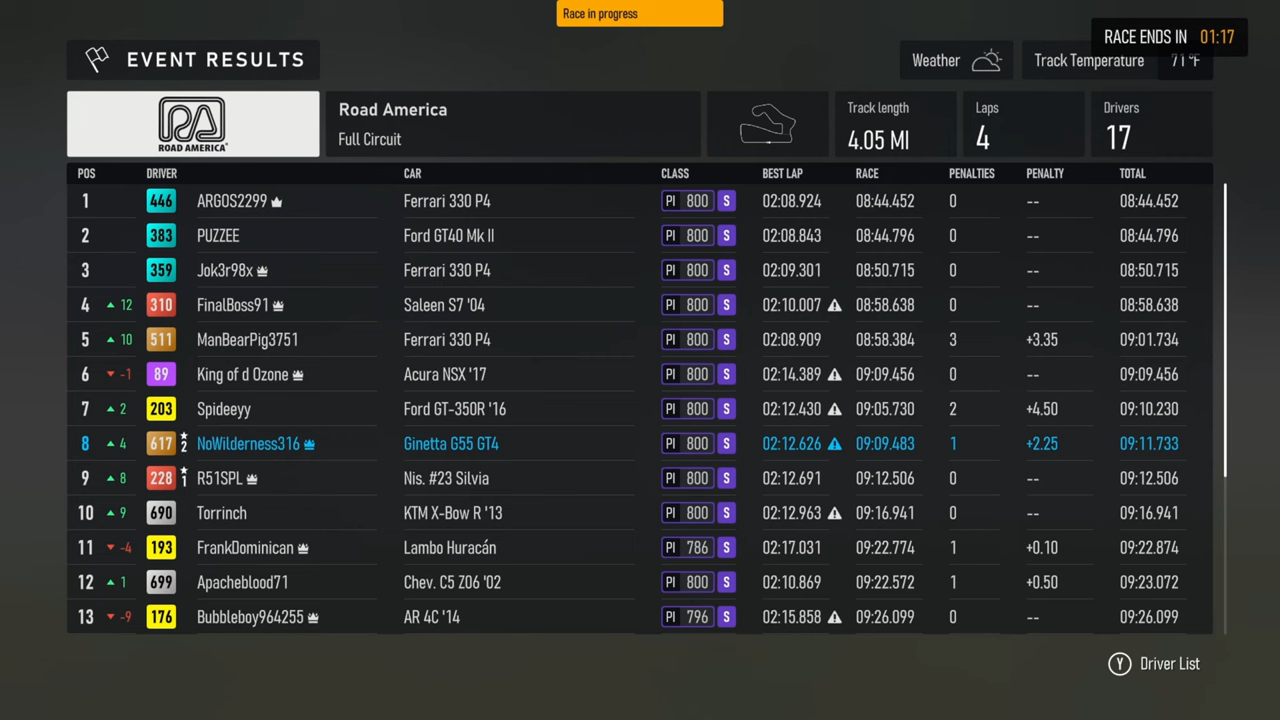 Race in progress
RACE ENDS IN 01:17
EVENT RESULTS
Weather
Track Temperature 71°F
RA
ROAD AMERICA
Road America
Full Circuit
Track length
4.05 MI
Laps
4
Drivers
17
POS DRIVER CAR CLASS BEST LAP RACE PENALTIES PENALTY TOTAL
1 446 ARGOS2299 Ferrari 330 P4 PI 800 S 02:08.924 08:44.452 0 -- 08:44.452
2 383 PUZZEE Ford GT40 Mk II PI 800 S 02:08.843 08:44.796 0 -- 08:44.796
3 359 Jok3r98x Ferrari 330 P4 PI 800 S 02:09.301 08:50.715 0 -- 08:50.715
4 12 310 FinalBoss91 Saleen S7 '04 PI 800 S 02:10.007 08:58.638 0 -- 08:58.638
5 10 511 ManBearPig3751 Ferrari 330 P4 PI 800 S 02:08.909 08:58.384 3 +3.35 09:01.734
6 -1 89 King of d Ozone Acura NSX '17 PI 800 S 02:14.389 09:09.456 0 -- 09:09.456
7 2 203 Spideeyy Ford GT-350R '16 PI 800 S 02:12.430 09:05.730 2 +4.50 09:10.230
8 4 617 2 NoWilderness316 Ginetta G55 GT4 PI 800 S 02:12.626 09:09.483 1 +2.25 09:11.733
9 8 228 1 R51SPL Nis. #23 Silvia PI 800 S 02:12.691 09:12.506 0 -- 09:12.506
10 9 690 Torrinch KTM X-Bow R '13 PI 800 S 02:12.963 09:16.941 0 -- 09:16.941
11 -4 193 FrankDominican Lambo Huracán PI 786 S 02:17.031 09:22.774 1 +0.10 09:22.874
12 1 699 Apacheblood71 Chev. C5 Z06 '02 PI 800 S 02:10.869 09:22.572 1 +0.50 09:23.072
13 -9 176 Bubbleboy964255 AR 4C '14 PI 796 S 02:15.858 09:26.099 0 -- 09:26.099
Y Driver List